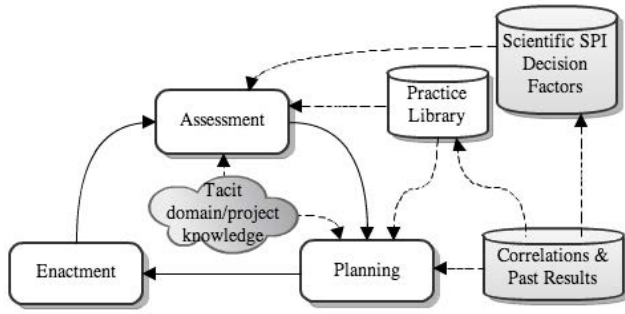 Scientific SPI
Decision
Factors
Practice
Library
Assessment
Tacit
domain/project
knowledge
Enactment
Planning
Correlations &
Past Results